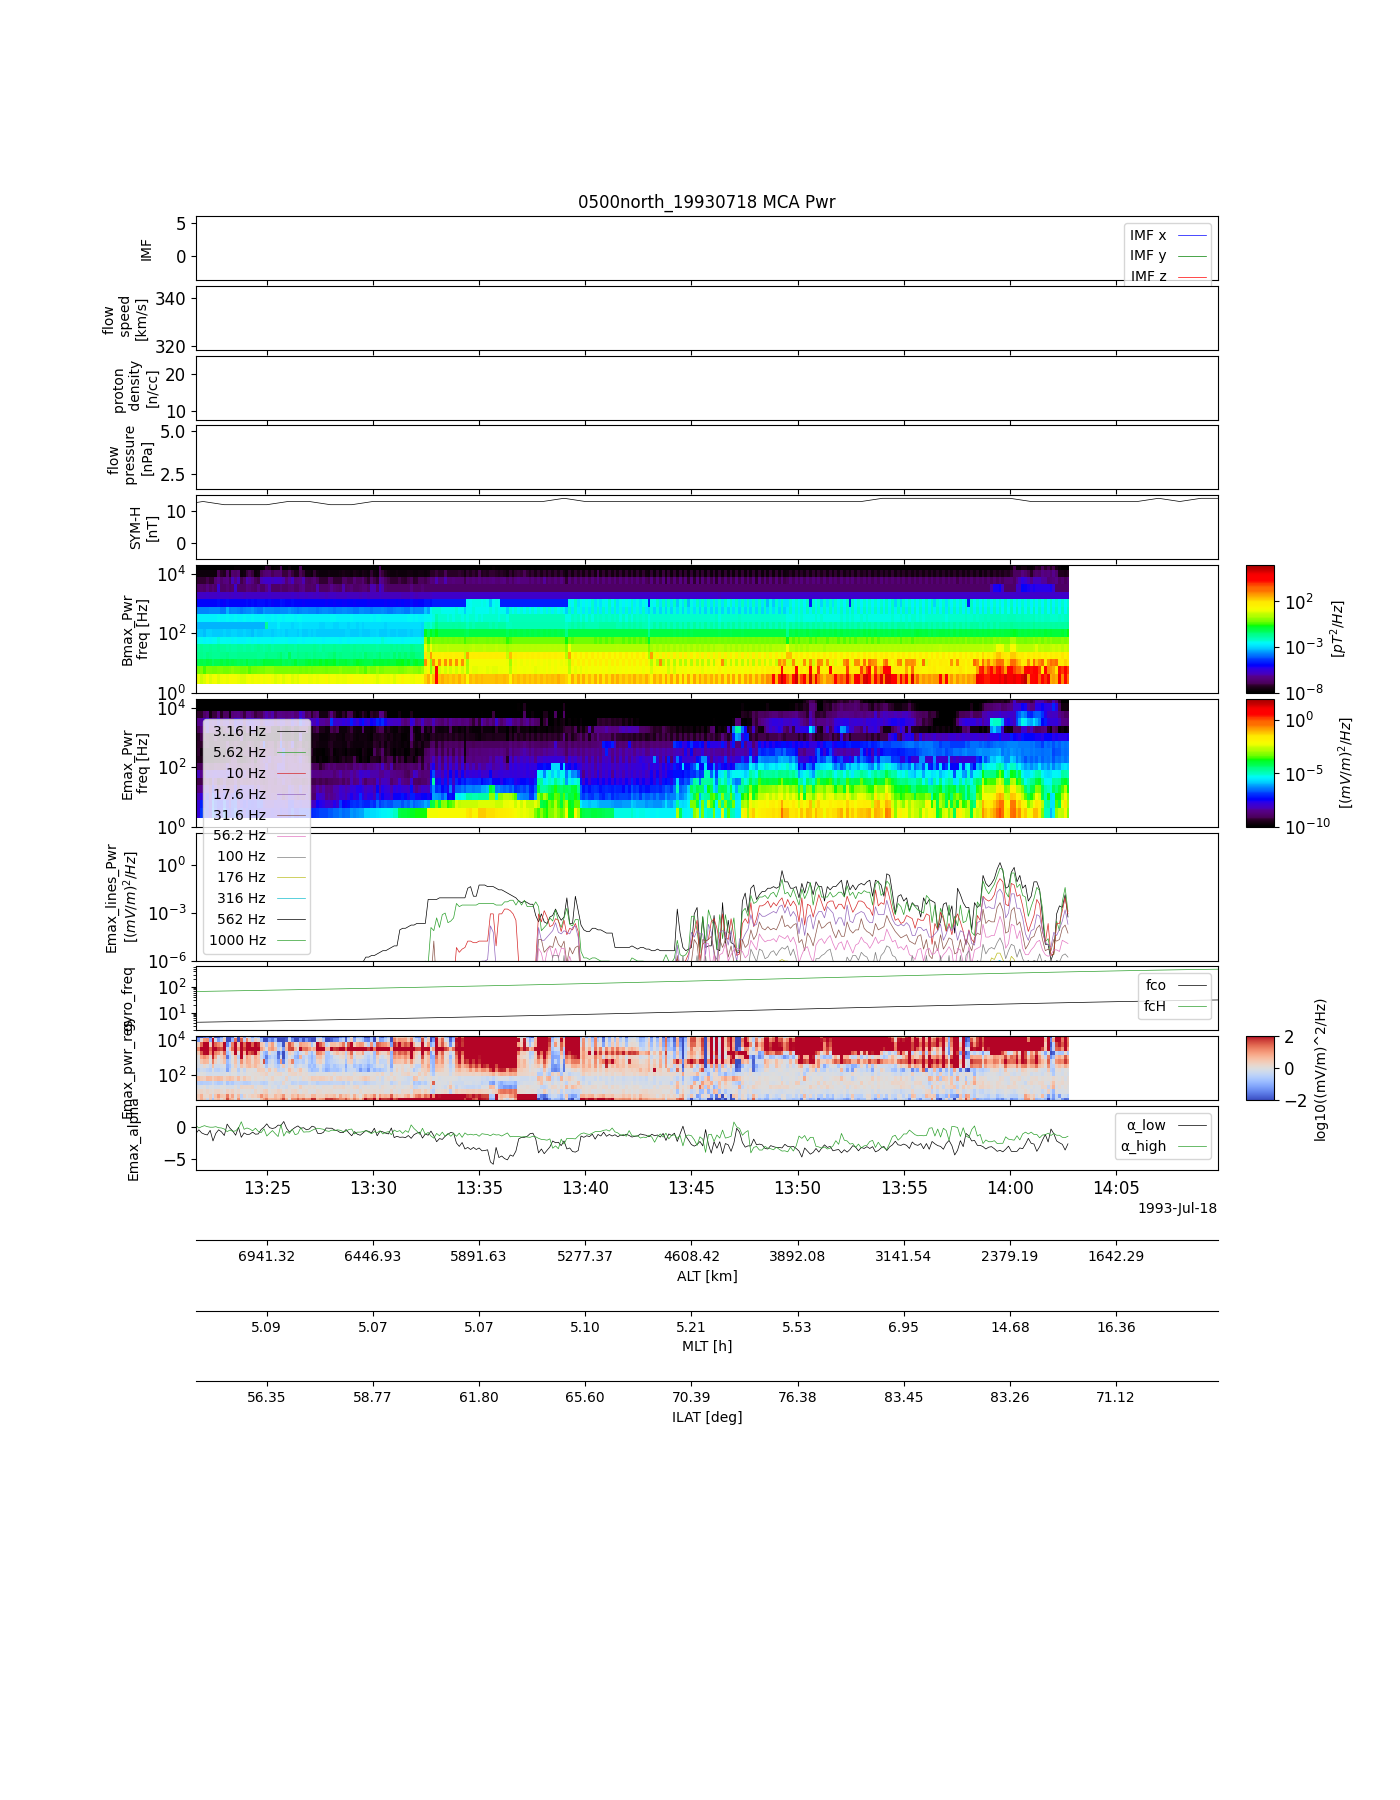 0500north_19930718 MCA Pwr
IMF
5
0
IMF x
IMF y
IMF z
flow
speed
[km/s]
340
320
proton
density
[n/cc]
20
10
flow
pressure
[nPa]
5.0
2.5
SYM-H
[nT]
10
0
Bmax_Pwr
freq [Hz]
10^4
10^2
10^0
10^2
10^-3
10^-8
[pT^2/Hz]
Emax_Pwr
freq [Hz]
10^4
10^2
10^0
10^0
10^-5
10^-10
[(mV/m)^2/Hz]
3.16 Hz
5.62 Hz
10 Hz
17.6 Hz
31.6 Hz
56.2 Hz
100 Hz
176 Hz
316 Hz
562 Hz
1000 Hz
Emax_lines_Pwr
[(mV/m)^2/Hz]
10^0
10^-3
10^-6
gyro_freq
10^2
10^1
fco
fcH
Emax_pwr_res
10^4
10^2
2
0
−2
log10((mV/m)^2/Hz)
Emax_alpha
0
−5
α_low
α_high
13:25 13:30 13:35 13:40 13:45 13:50 13:55 14:00 14:05
1993-Jul-18
6941.32 6446.93 5891.63 5277.37 4608.42 3892.08 3141.54 2379.19 1642.29
ALT [km]
5.09 5.07 5.07 5.10 5.21 5.53 6.95 14.68 16.36
MLT [h]
56.35 58.77 61.80 65.60 70.39 76.38 83.45 83.26 71.12
ILAT [deg]